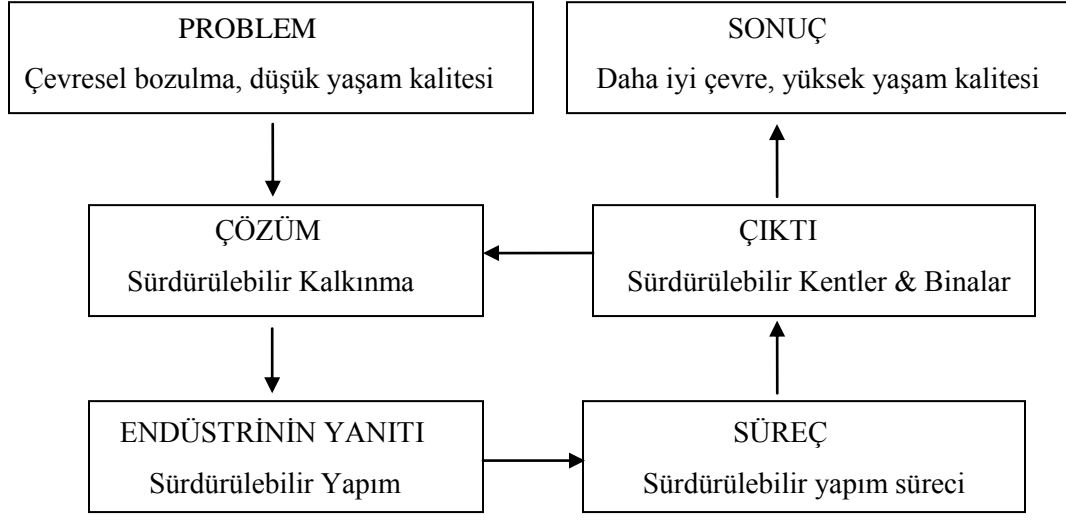 PROBLEM
Çevresel bozulma, düşük yaşam kalitesi
SONUÇ
Daha iyi çevre, yüksek yaşam kalitesi
ÇÖZÜM
Sürdürülebilir Kalkınma
ÇIKTI
Sürdürülebilir Kentler & Binalar
ENDÜSTRİNİN YANITI
Sürdürülebilir Yapım
SÜREÇ
Sürdürülebilir yapım süreci